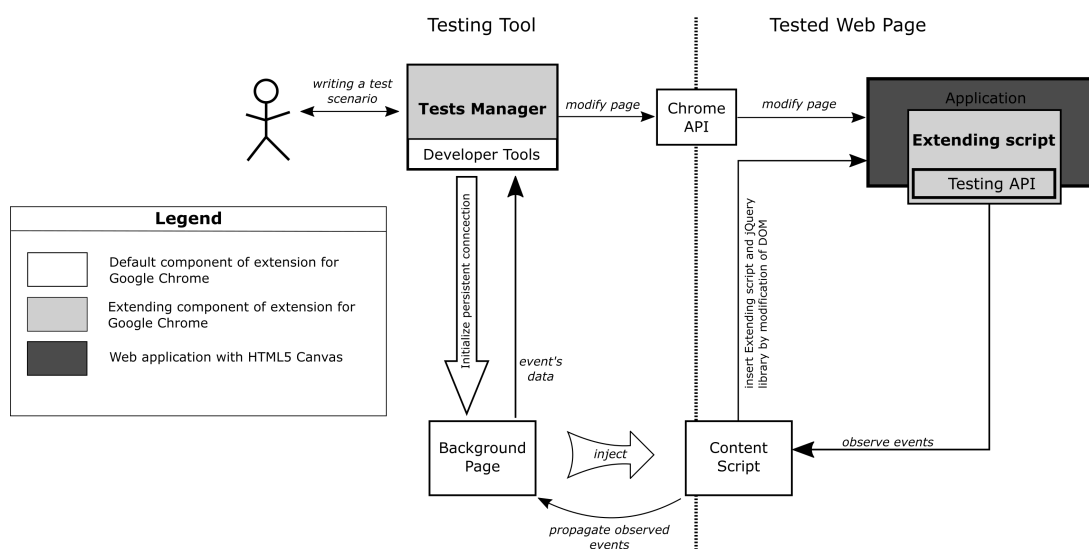 Testing Tool
Tested Web Page
writing a test
scenario
Tests Manager
Developer Tools
modify page
Chrome
API
modify page
Application
Extending script
Testing API
Legend
Default component of extension for
Google Chrome
Extending component of extension for
Google Chrome
Web application with HTML5 Canvas
Initialize persistent conncection
event's
data
insert Extending script and jQuery
library by modification of DOM
Background
Page
inject
Content
Script
observe events
propagate observed
events